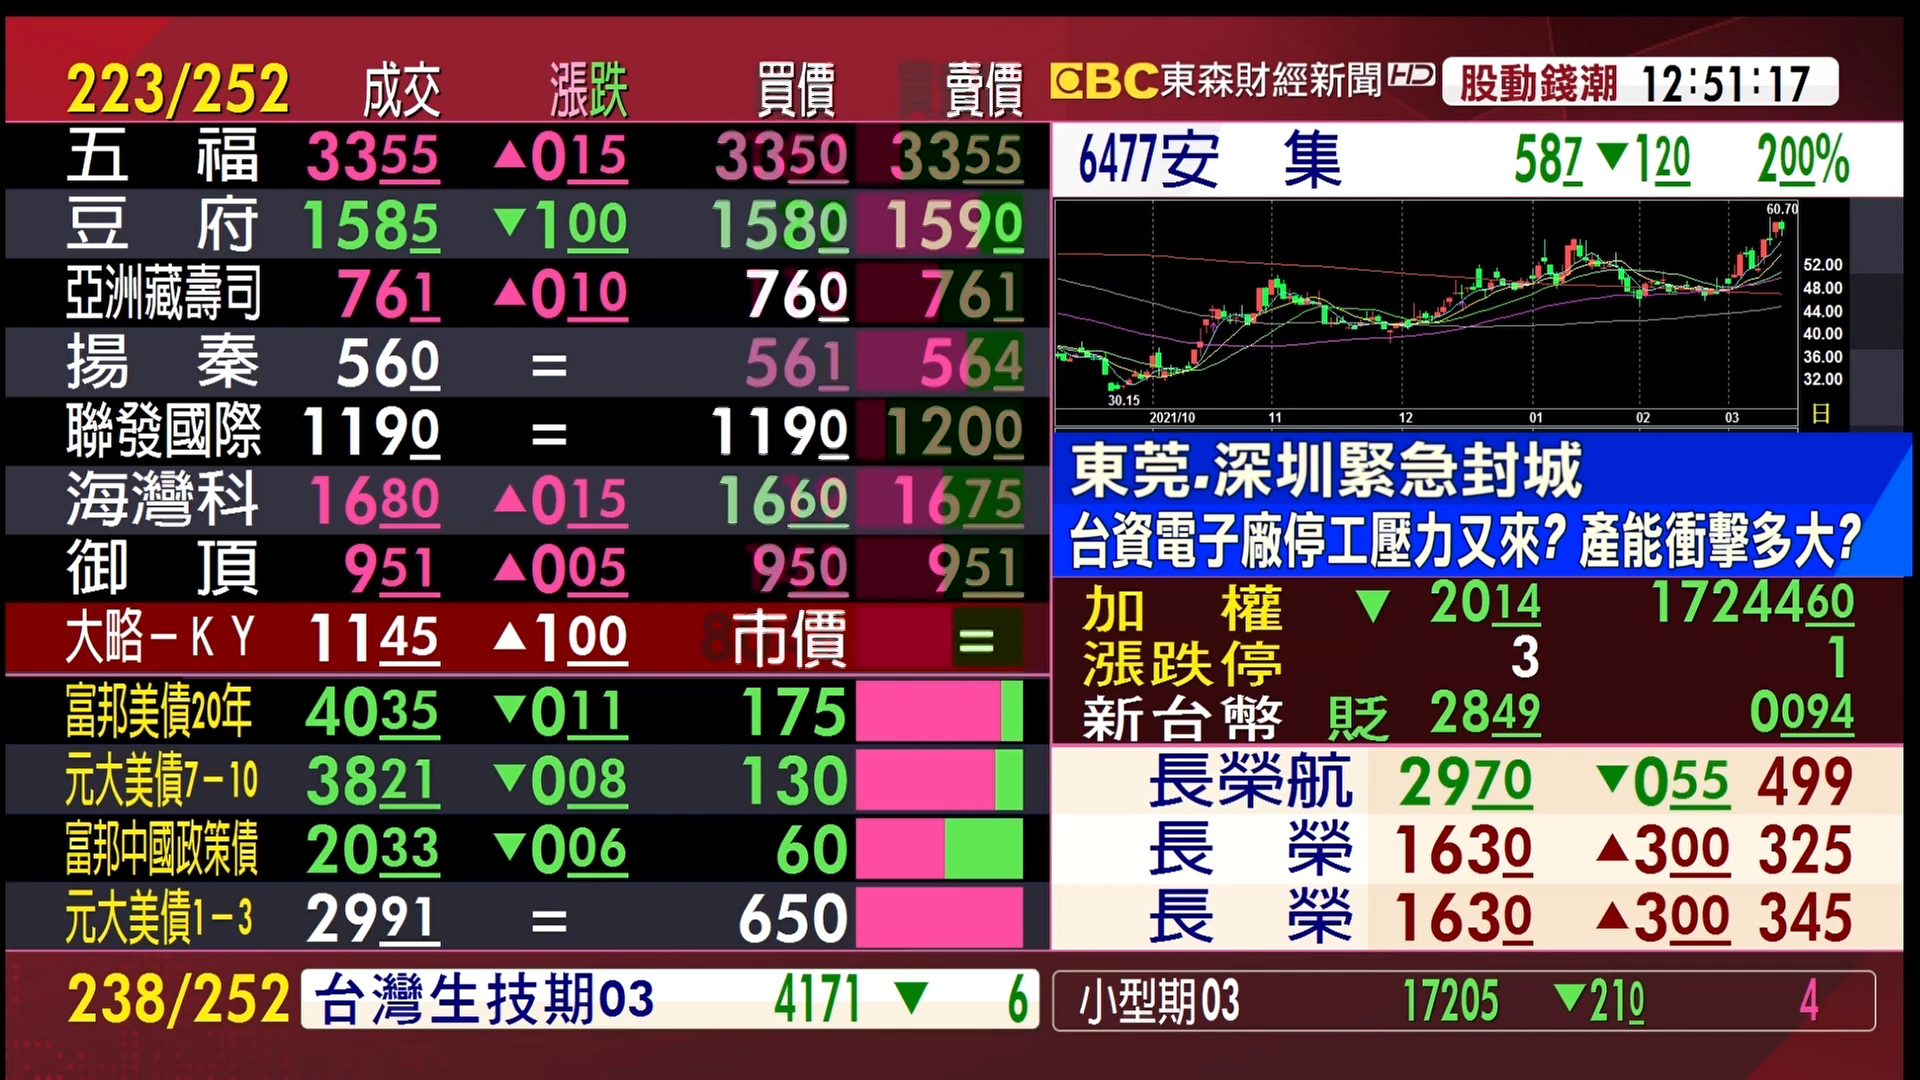 223/252 成交 漲跌 買價 賣價
五福 3355 ▲015 3350 3355
豆府 1585 ▼100 1580 1590
亞洲藏壽司 761 ▲010 760 761
揚秦 560 = 561 564
聯發國際 1190 = 1190 1200
海灣科 1680 ▲015 1660 1675
御頂 951 ▲005 950 951
大略-KY 1145 ▲100 市價 =
富邦美債20年 4035 ▼011 175
元大美債7-10 3821 ▼008 130
富邦中國政策債 2033 ▼006 60
元大美債1-3 2991 = 650
238/252 台灣生技期03 4171 ▼ 6
EBC東森財經新聞HD 股動錢潮 12:51:17
6477安集 587 ▼120 200%
60.70
52.00
48.00
44.00
40.00
36.00
32.00
30.15
2021/10 11 12 01 02 03 日
東莞.深圳緊急封城
台資電子廠停工壓力又來?產能衝擊多大?
加權 ▼ 2014 1724460
漲跌停 3 1
新台幣 貶 2849 0094
長榮航 2970 ▼055 499
長榮 1630 ▲300 325
長榮 1630 ▲300 345
小型期03 17205 ▼210 4